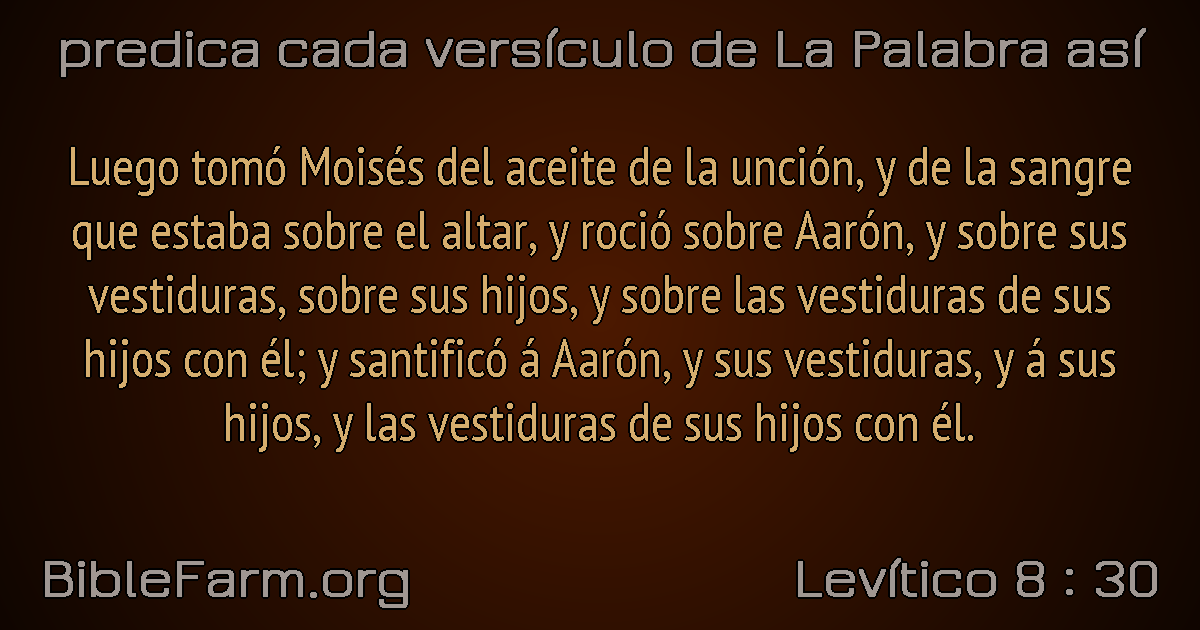 predica cada versículo de La Palabra así
Luego tomó Moisés del aceite de la unción, y de la sangre
que estaba sobre el altar, y roció sobre Aarón, y sobre sus
vestiduras, sobre sus hijos, y sobre las vestiduras de sus
hijos con él; y santificó á Aarón, y sus vestiduras, y á sus
hijos, y las vestiduras de sus hijos con él.
BibleFarm.org
Levítico 8 : 30